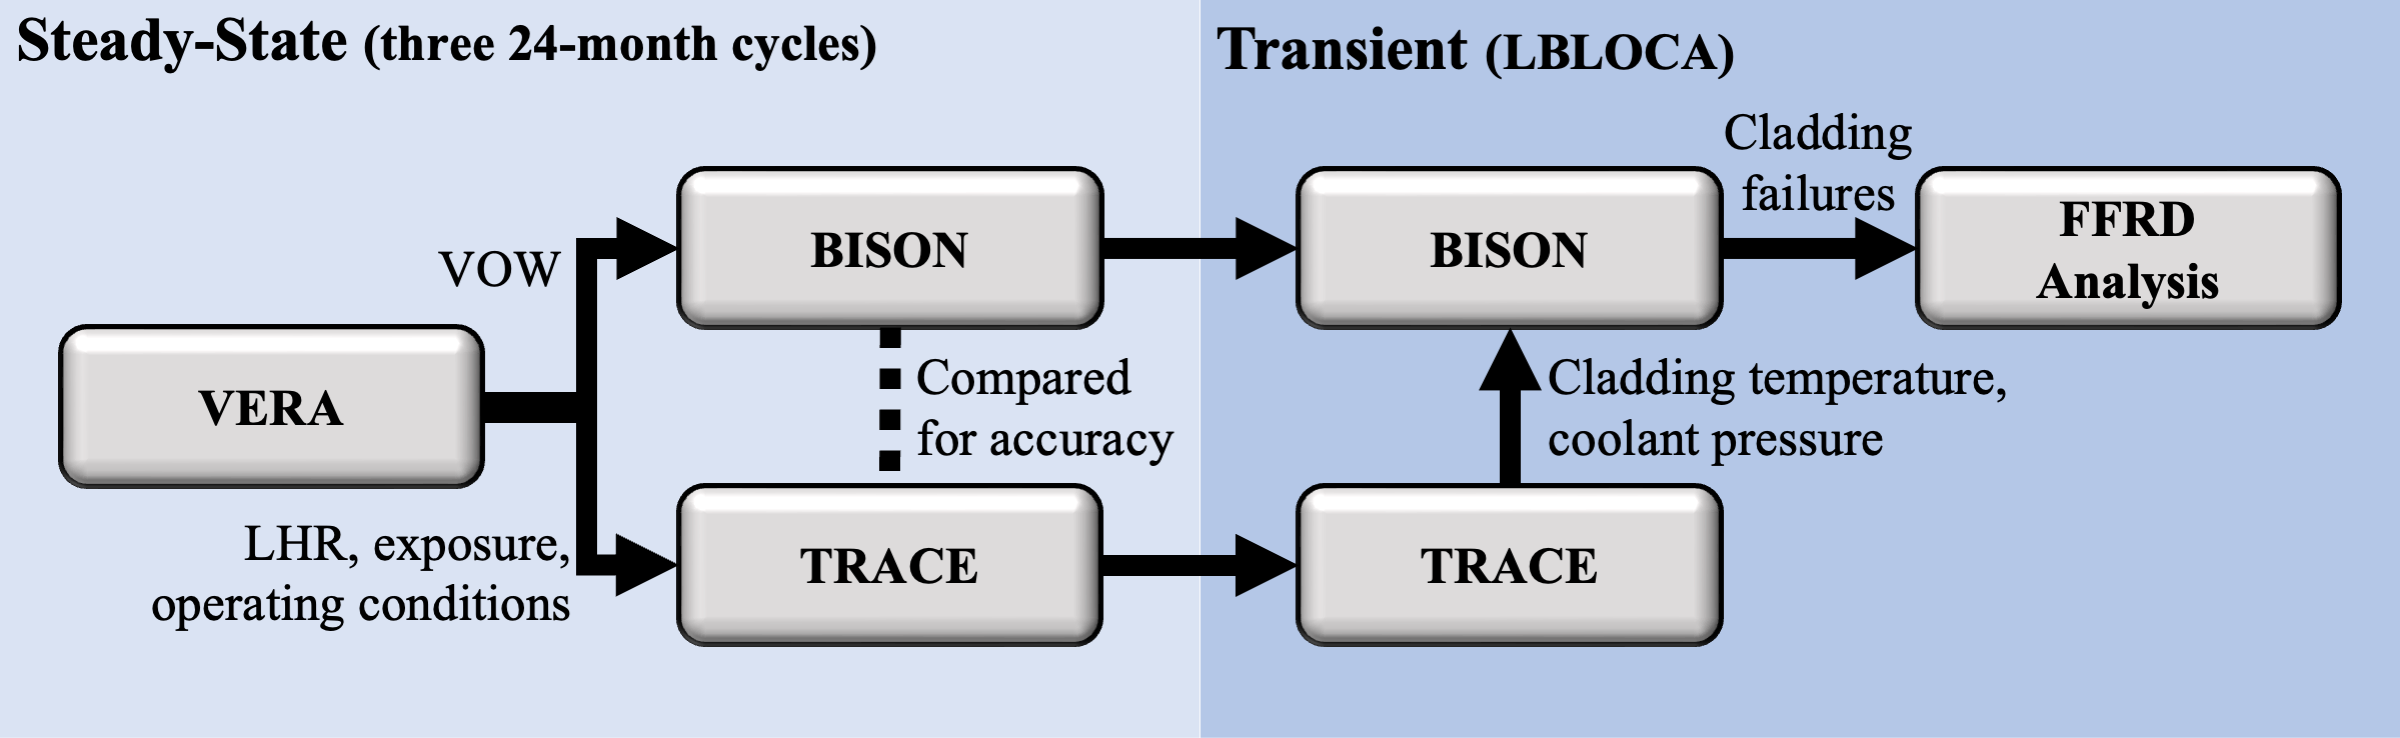 Steady-State (three 24-month cycles)
Transient (LBLOCA)
VOW
BISON
VERA
Compared
for accuracy
LHR, exposure,
operating conditions
TRACE
BISON
Cladding
failures
FFRD
Analysis
Cladding temperature,
coolant pressure
TRACE